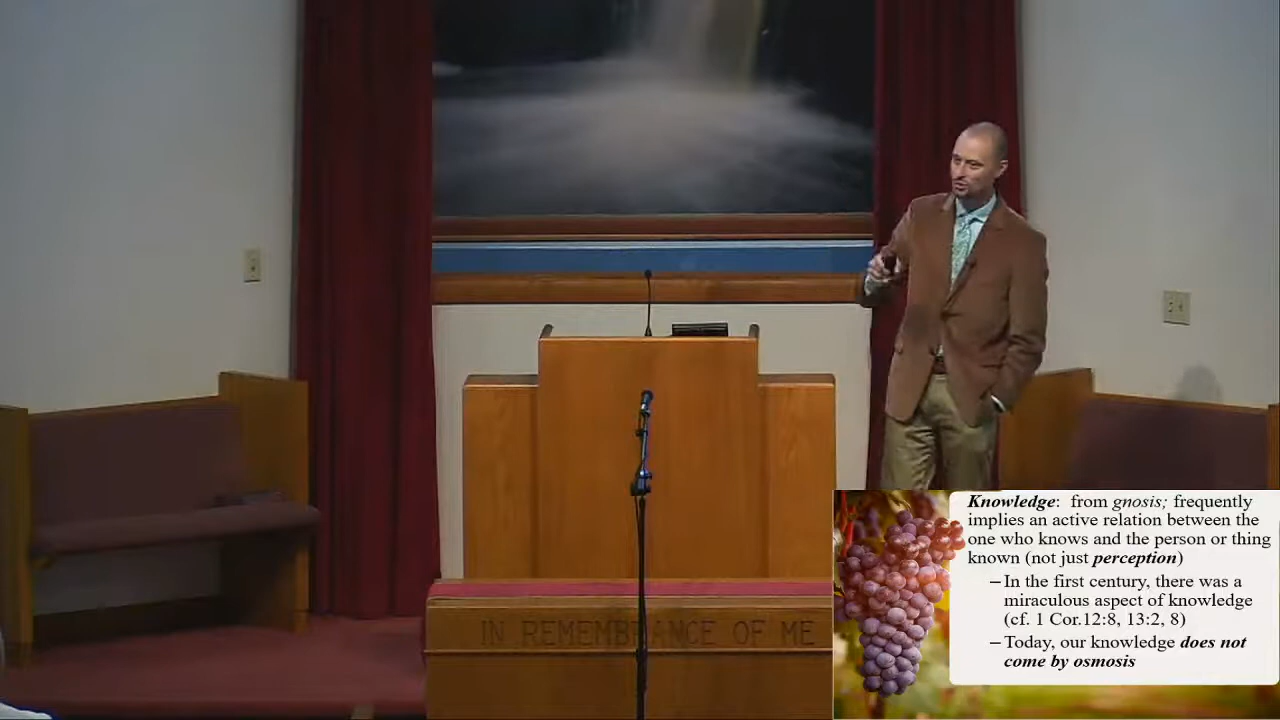 IN REMEMBRANCE OF ME
Knowledge: from gnosis; frequently
implies an active relation between the
one who knows and the person or thing
known (not just perception)
– In the first century, there was a
miraculous aspect of knowledge
(cf. 1 Cor.12:8, 13:2, 8)
– Today, our knowledge does not
come by osmosis